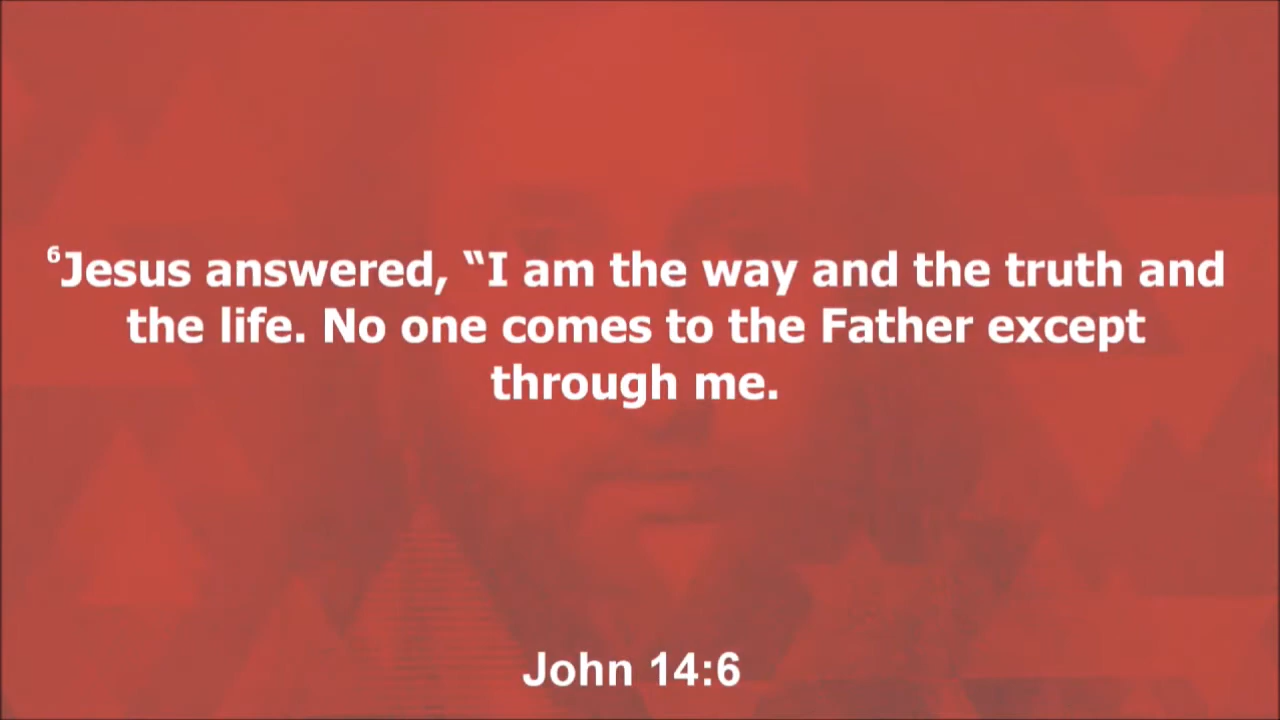 ⁶Jesus answered, “I am the way and the truth and
the life. No one comes to the Father except
through me.
John 14:6